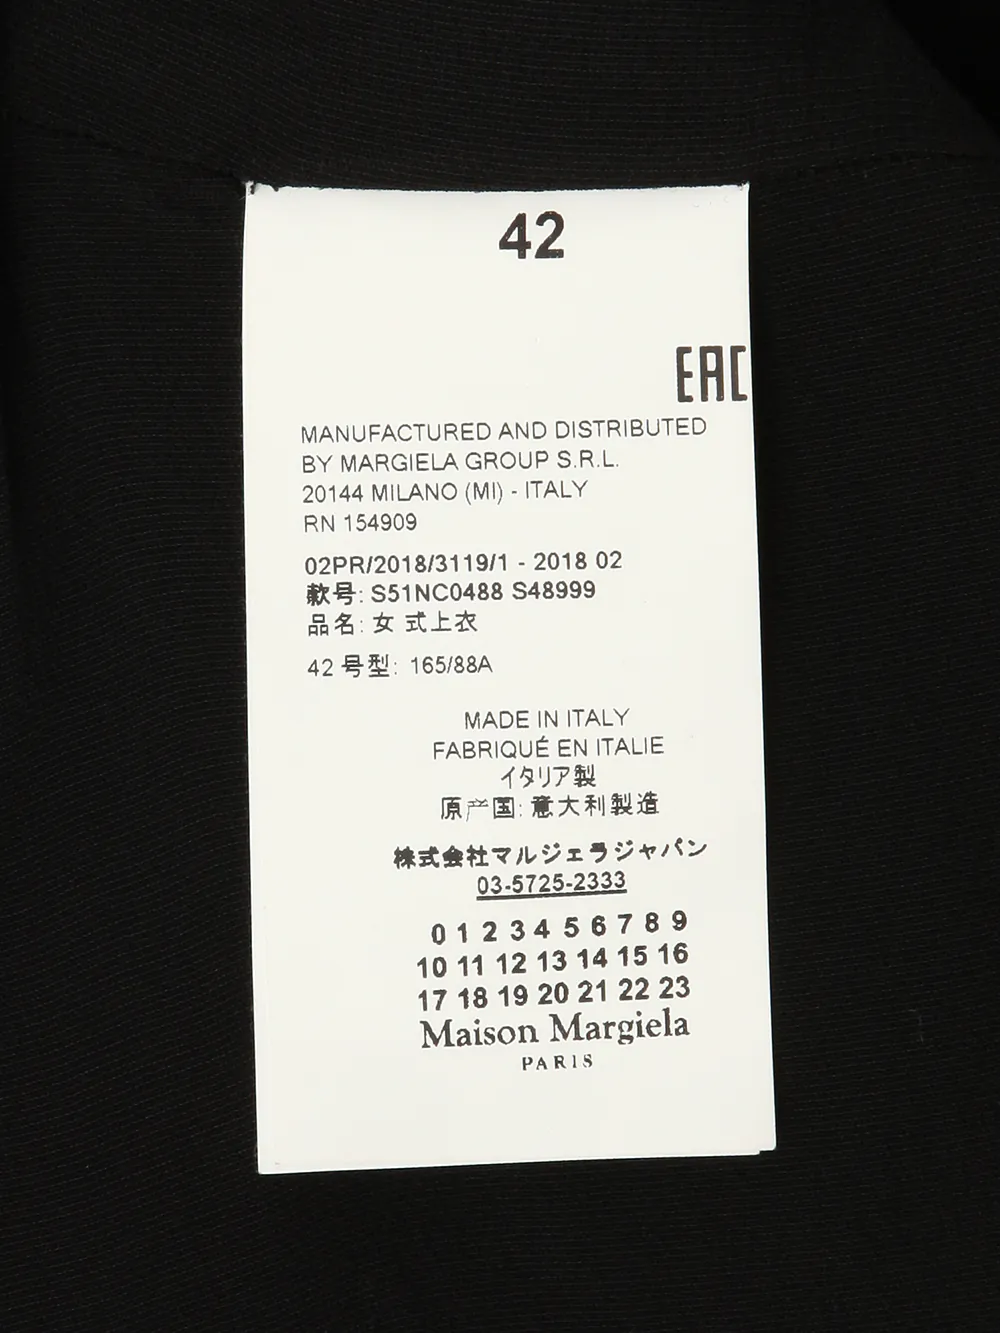 42
EAC
MANUFACTURED AND DISTRIBUTED
BY MARGIELA GROUP S.R.L.
20144 MILANO (MI) - ITALY
RN 154909
02PR/2018/3119/1 - 2018 02
款号: S51NC0488 S48999
品名: 女 式上衣
42 号型: 165/88A
MADE IN ITALY
FABRIQUÉ EN ITALIE
イタリア製
原产国: 意大利製造
株式会社マルジェラジャパン
03-5725-2333
0 1 2 3 4 5 6 7 8 9
10 11 12 13 14 15 16
17 18 19 20 21 22 23
Maison Margiela
PARIS